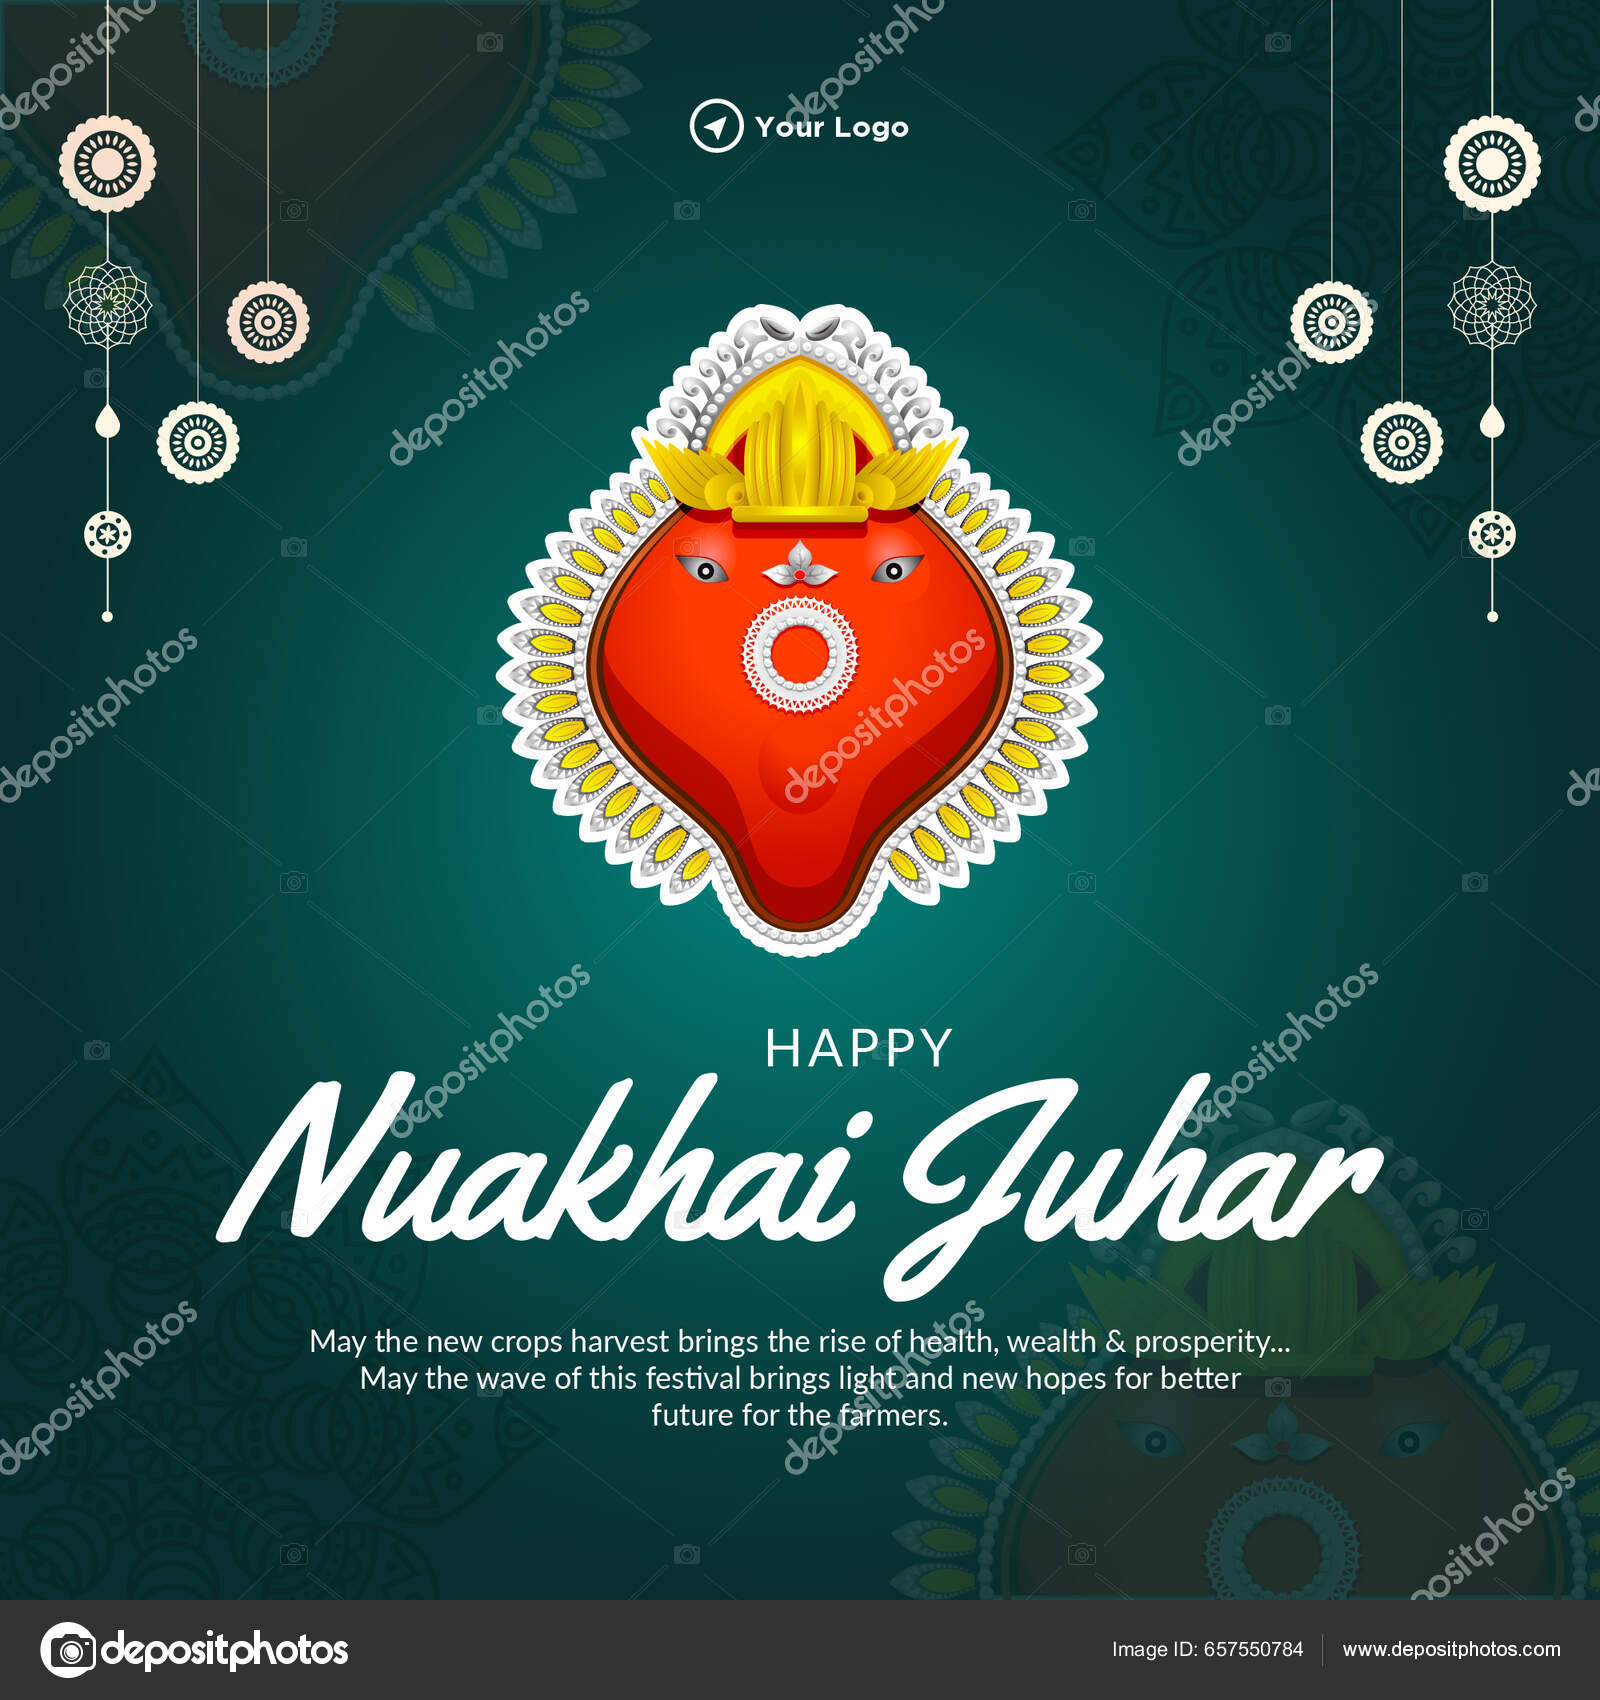 Your Logo
HAPPY
Nuakhai Juhar
May the new crops harvest brings the rise of health, wealth & prosperity...
May the wave of this festival brings light and new hopes for better
future for the farmers.
depositphotos
Image ID: 657550784
www.depositphotos.com